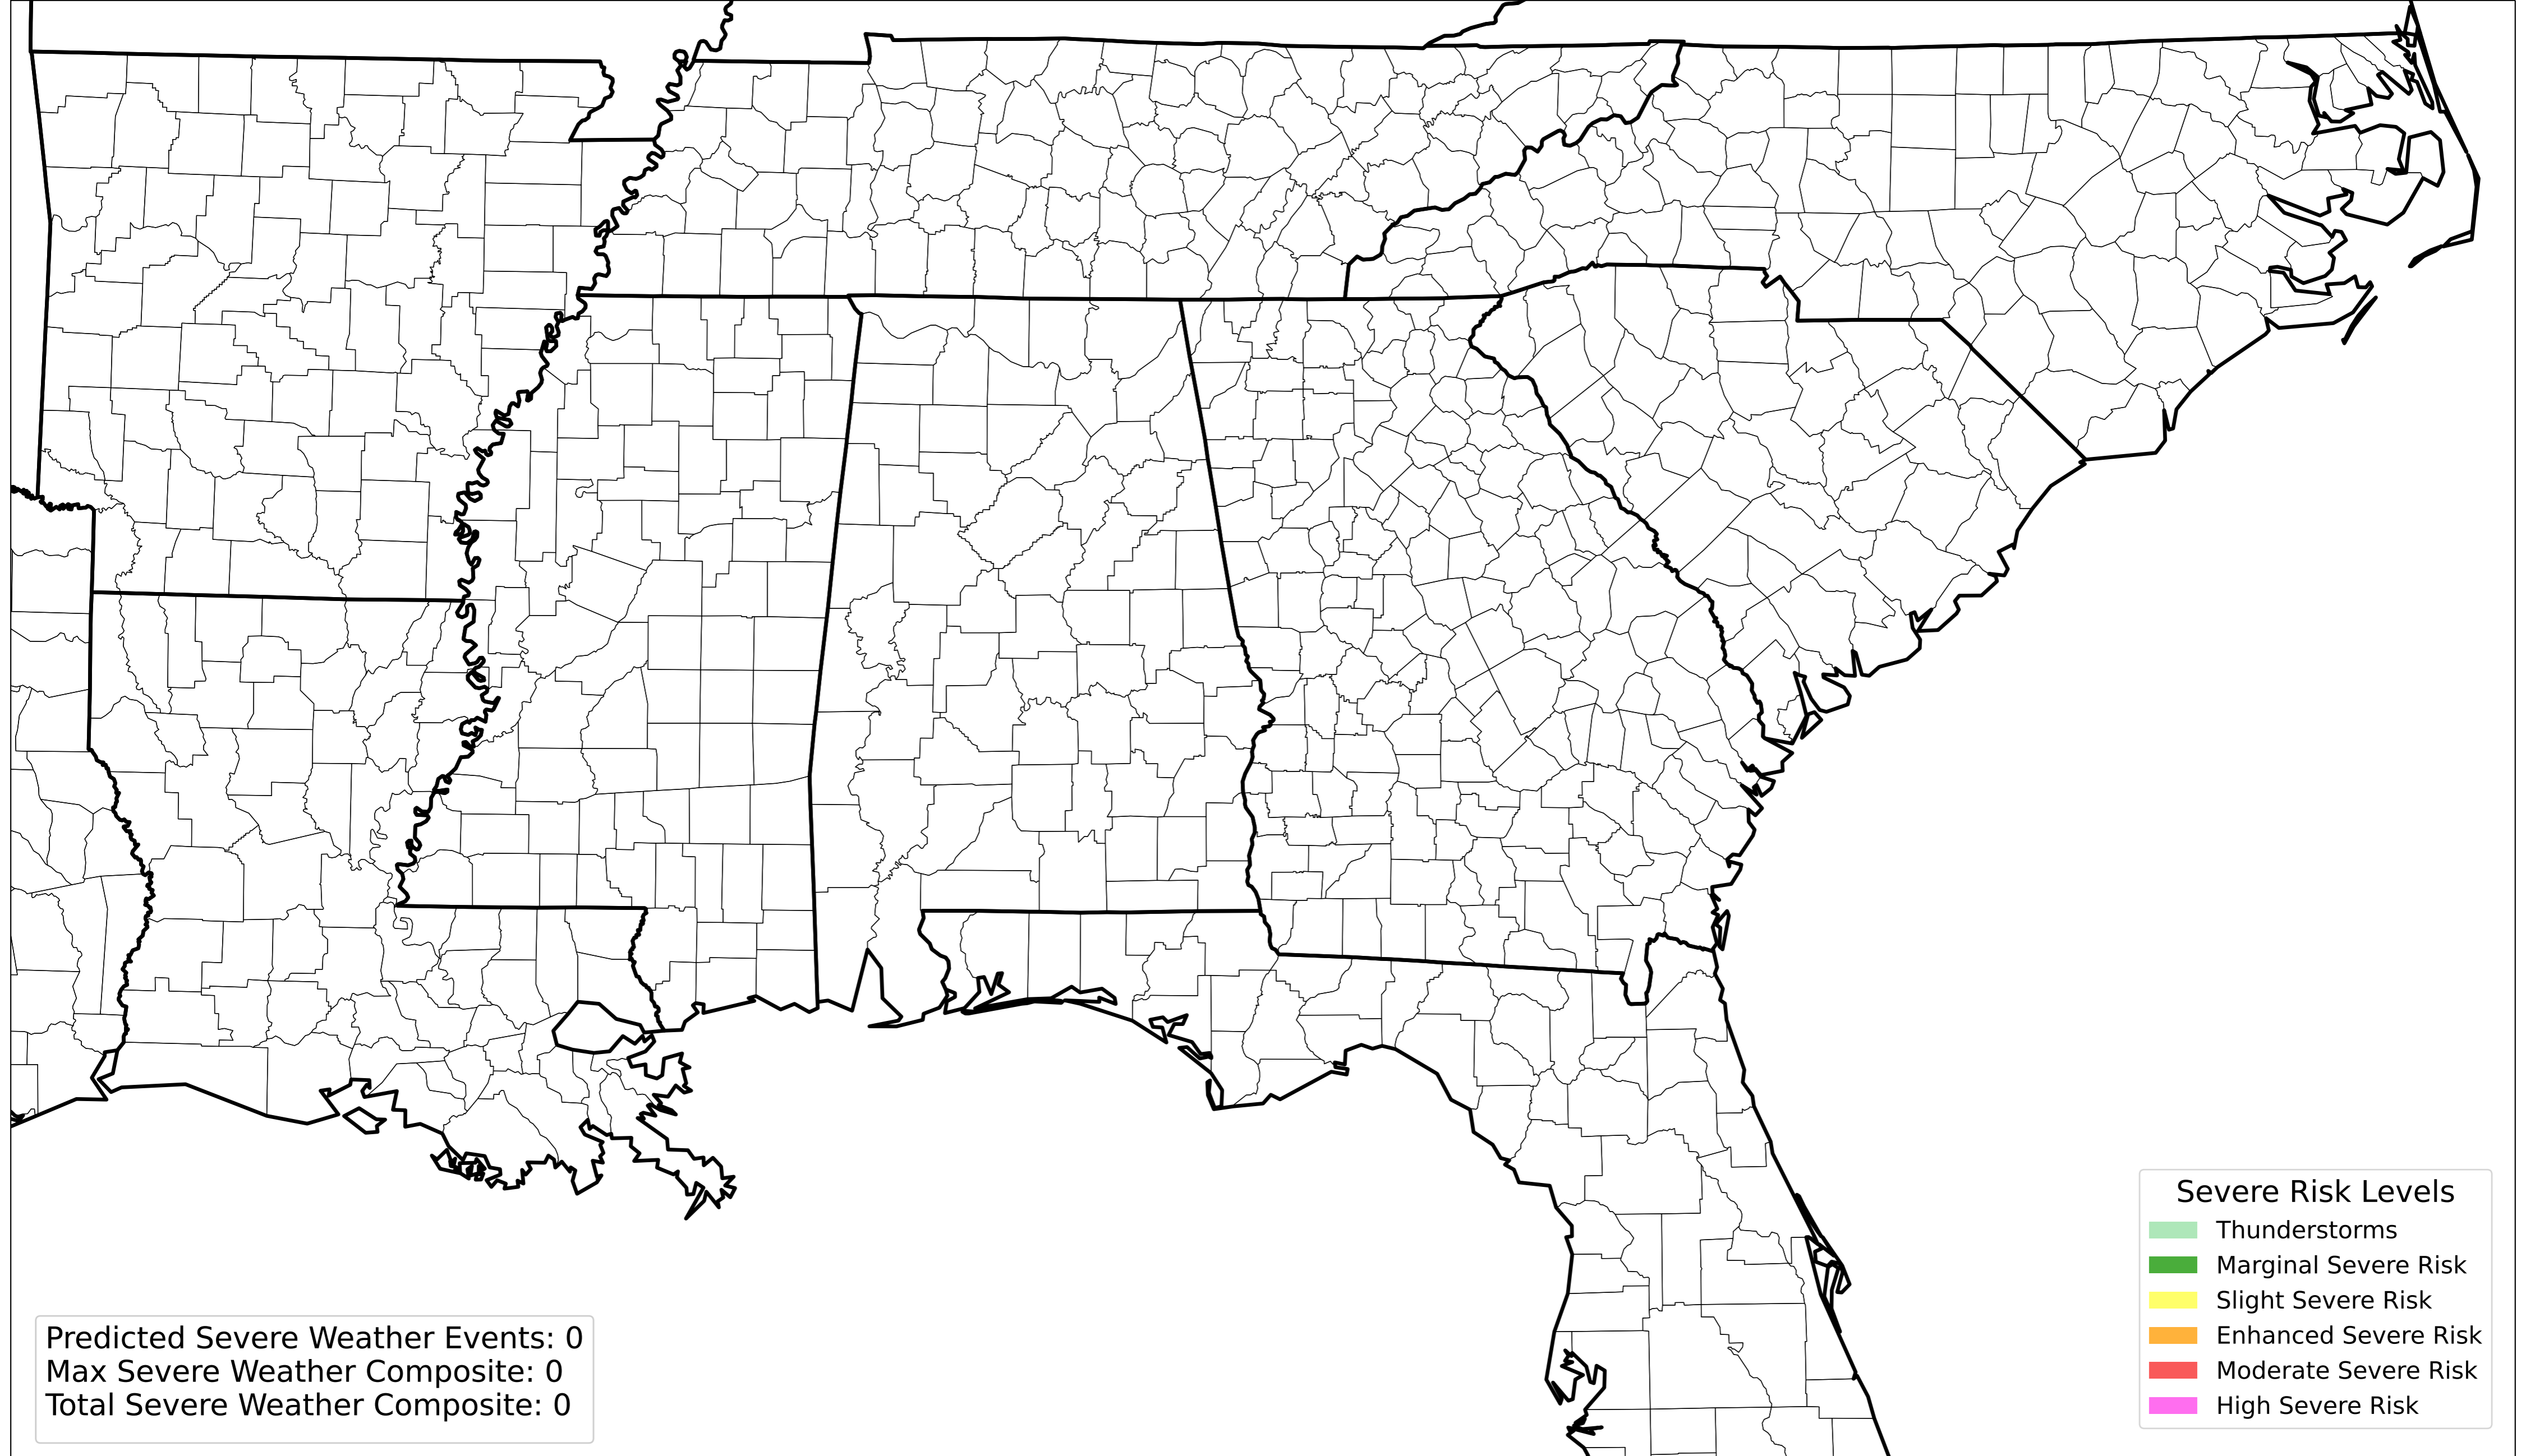 Severe Risk Levels
Thunderstorms
Marginal Severe Risk
Slight Severe Risk
Enhanced Severe Risk
Moderate Severe Risk
High Severe Risk
Predicted Severe Weather Events: 0
Max Severe Weather Composite: 0
Total Severe Weather Composite: 0